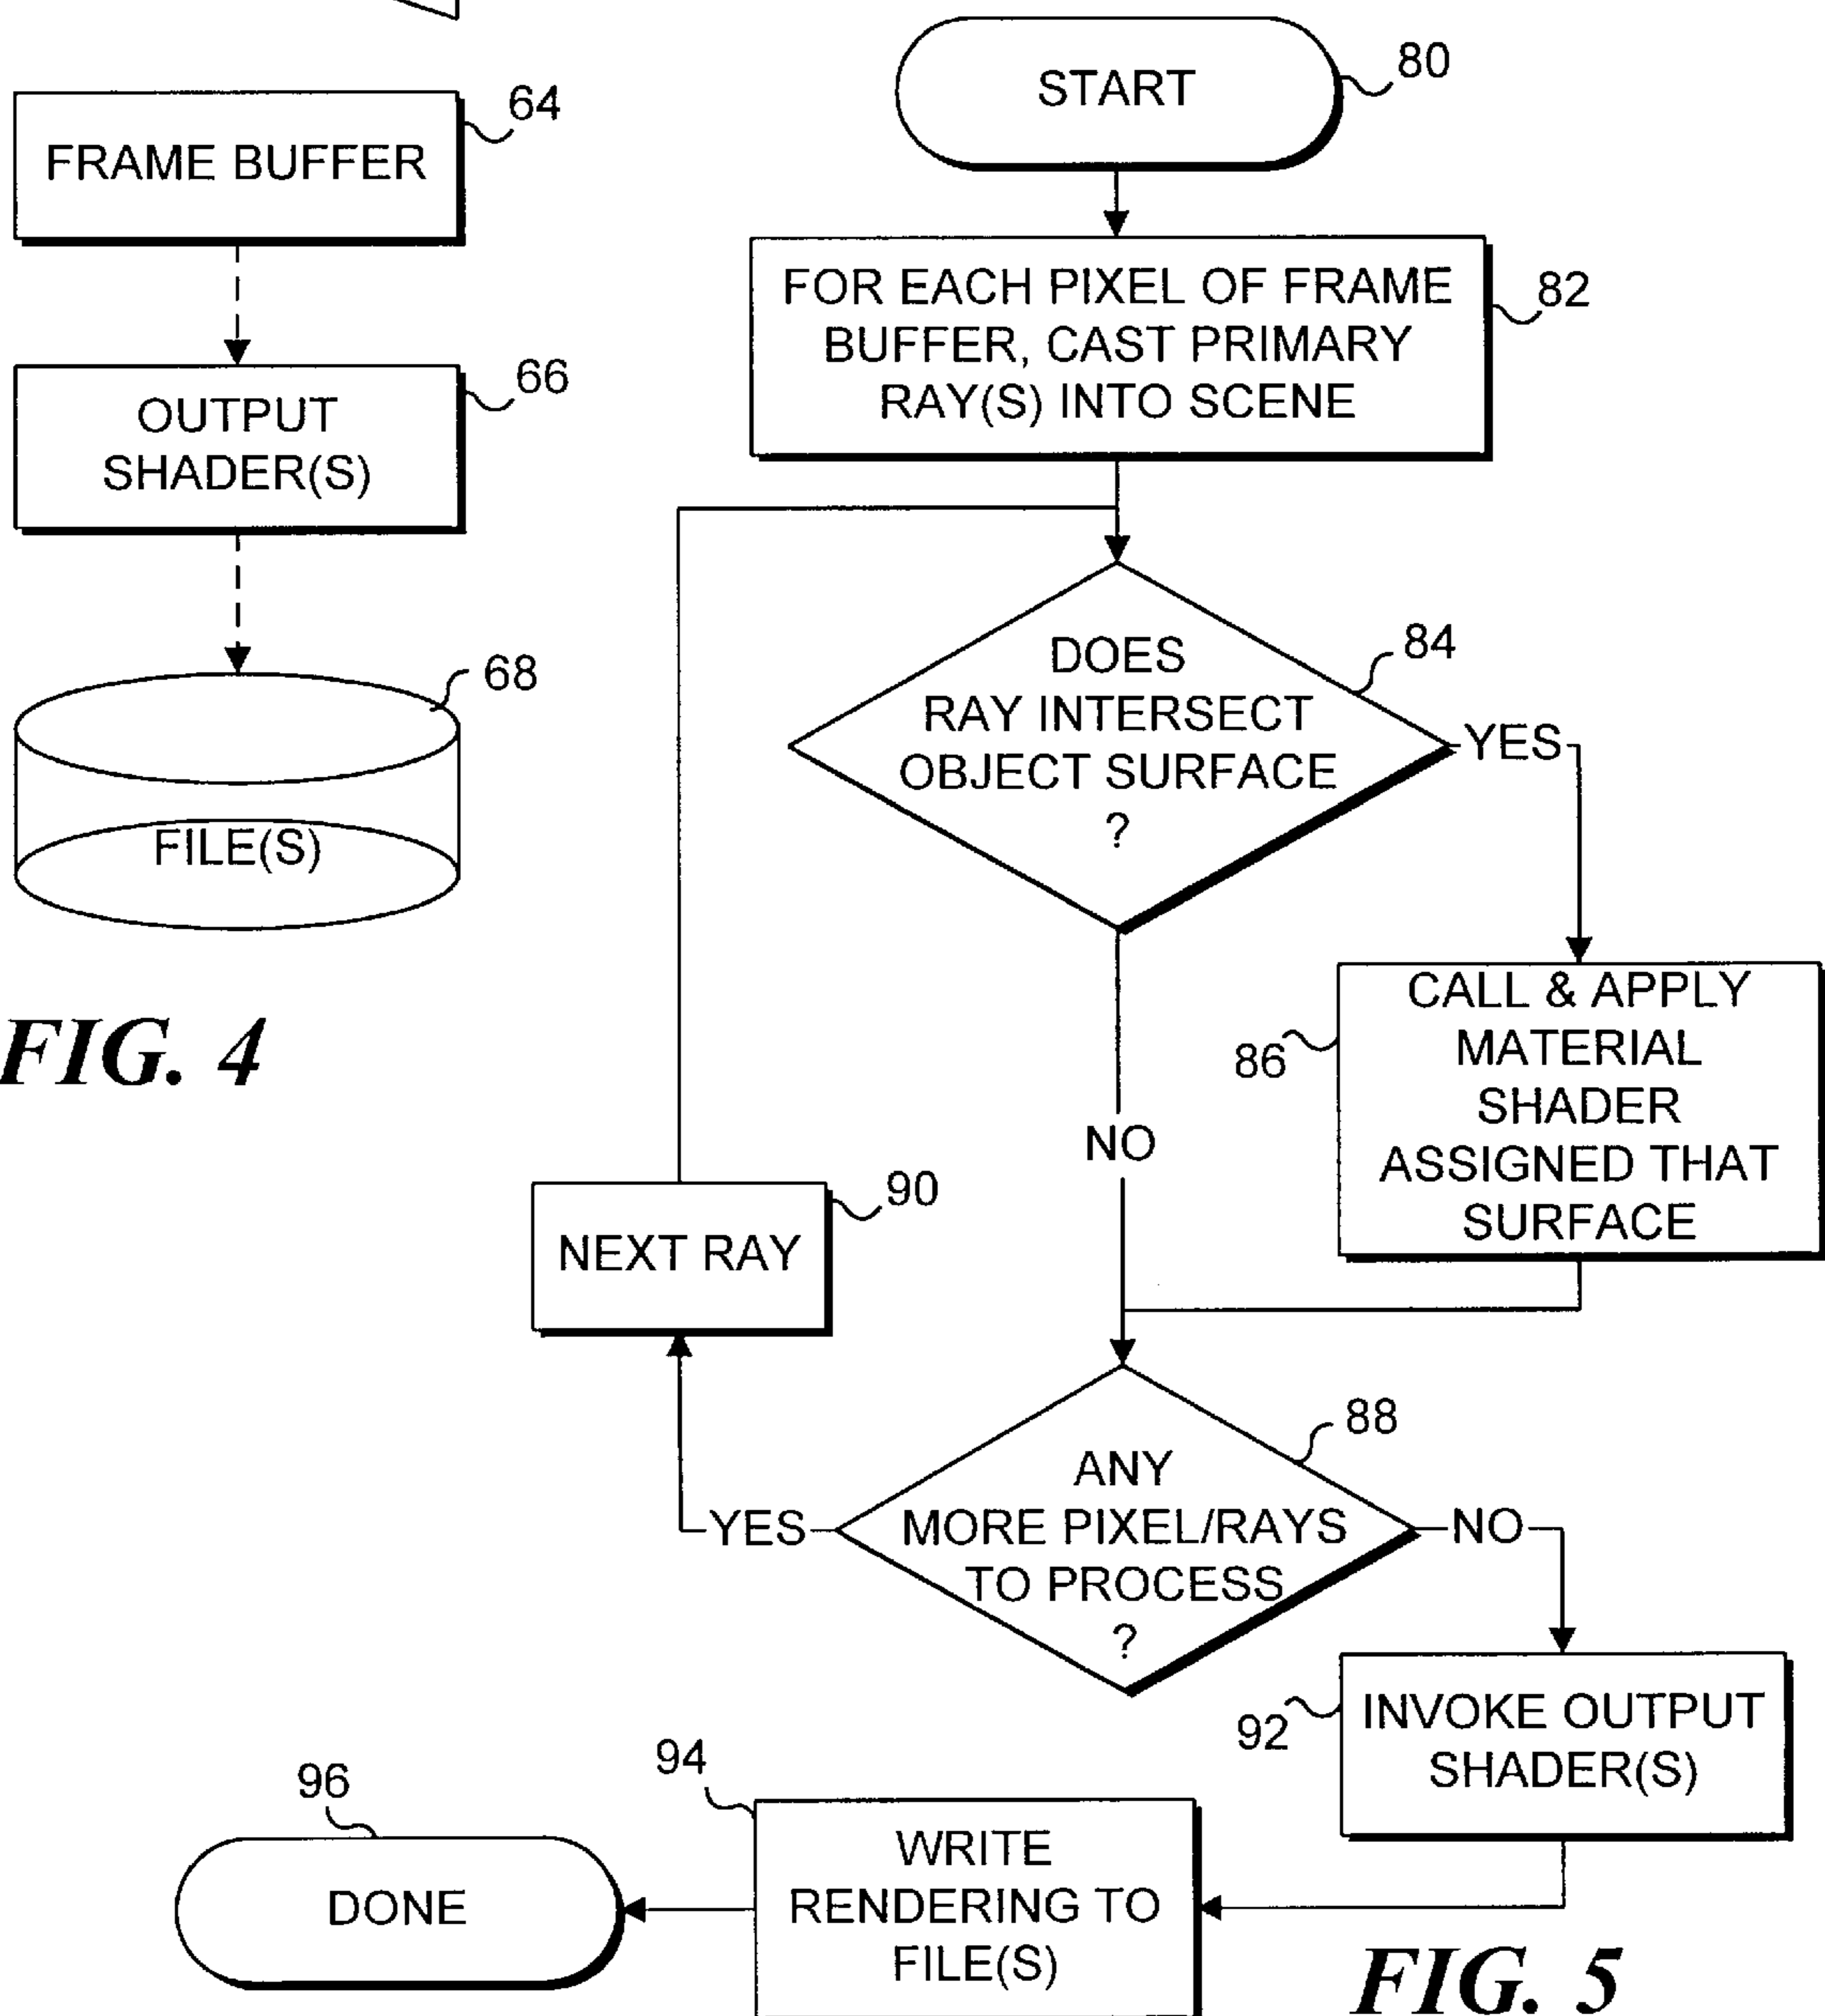 FRAME BUFFER
64
OUTPUT
SHADER(S)
66
68
FILE(S)
FIG. 4
START
80
FOR EACH PIXEL OF FRAME
BUFFER, CAST PRIMARY
RAY(S) INTO SCENE
82
DOES
RAY INTERSECT
OBJECT SURFACE
?
84
YES
NO
CALL & APPLY
MATERIAL
SHADER
ASSIGNED THAT
SURFACE
86
NEXT RAY
90
ANY
MORE PIXEL/RAYS
TO PROCESS
?
88
YES
NO
INVOKE OUTPUT
SHADER(S)
92
WRITE
RENDERING TO
FILE(S)
94
DONE
96
FIG. 5